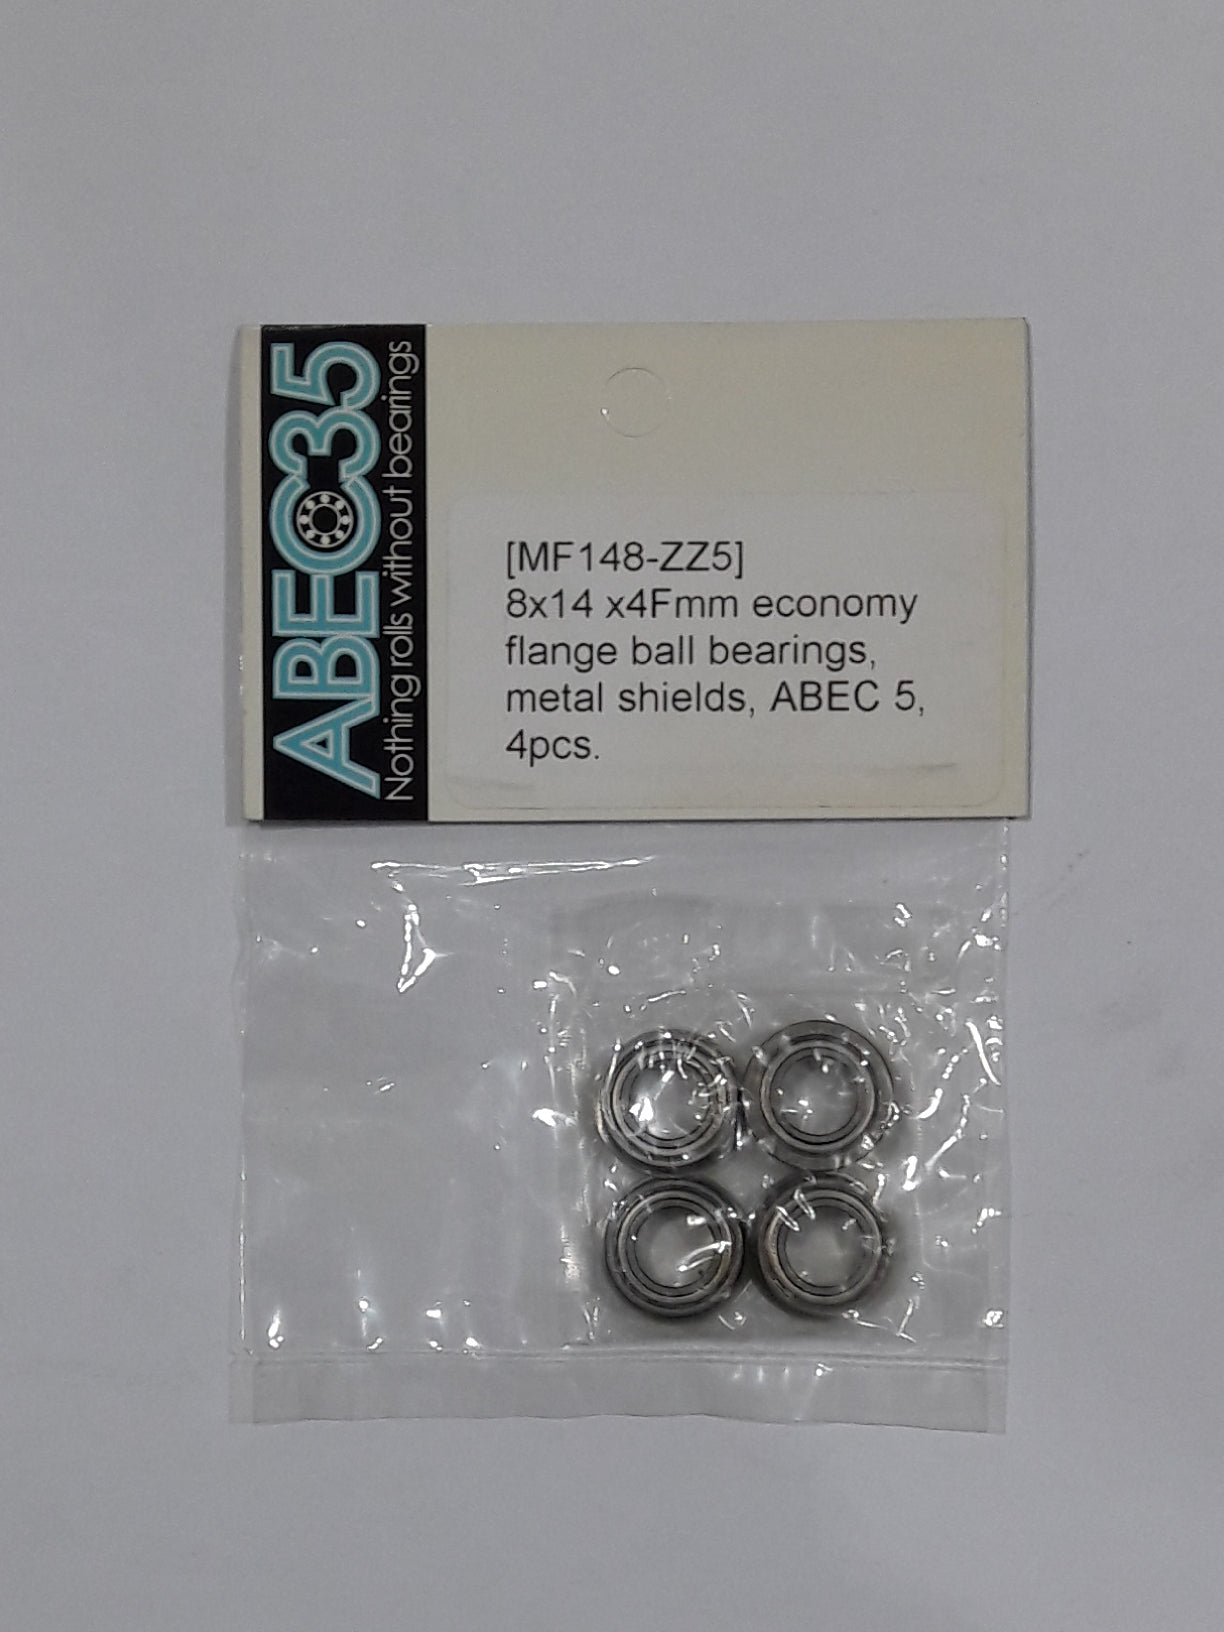 ABEC35
Nothing rolls without bearings
[MF148-ZZ5]
8x14 x4Fmm economy
flange ball bearings,
metal shields, ABEC 5,
4pcs.